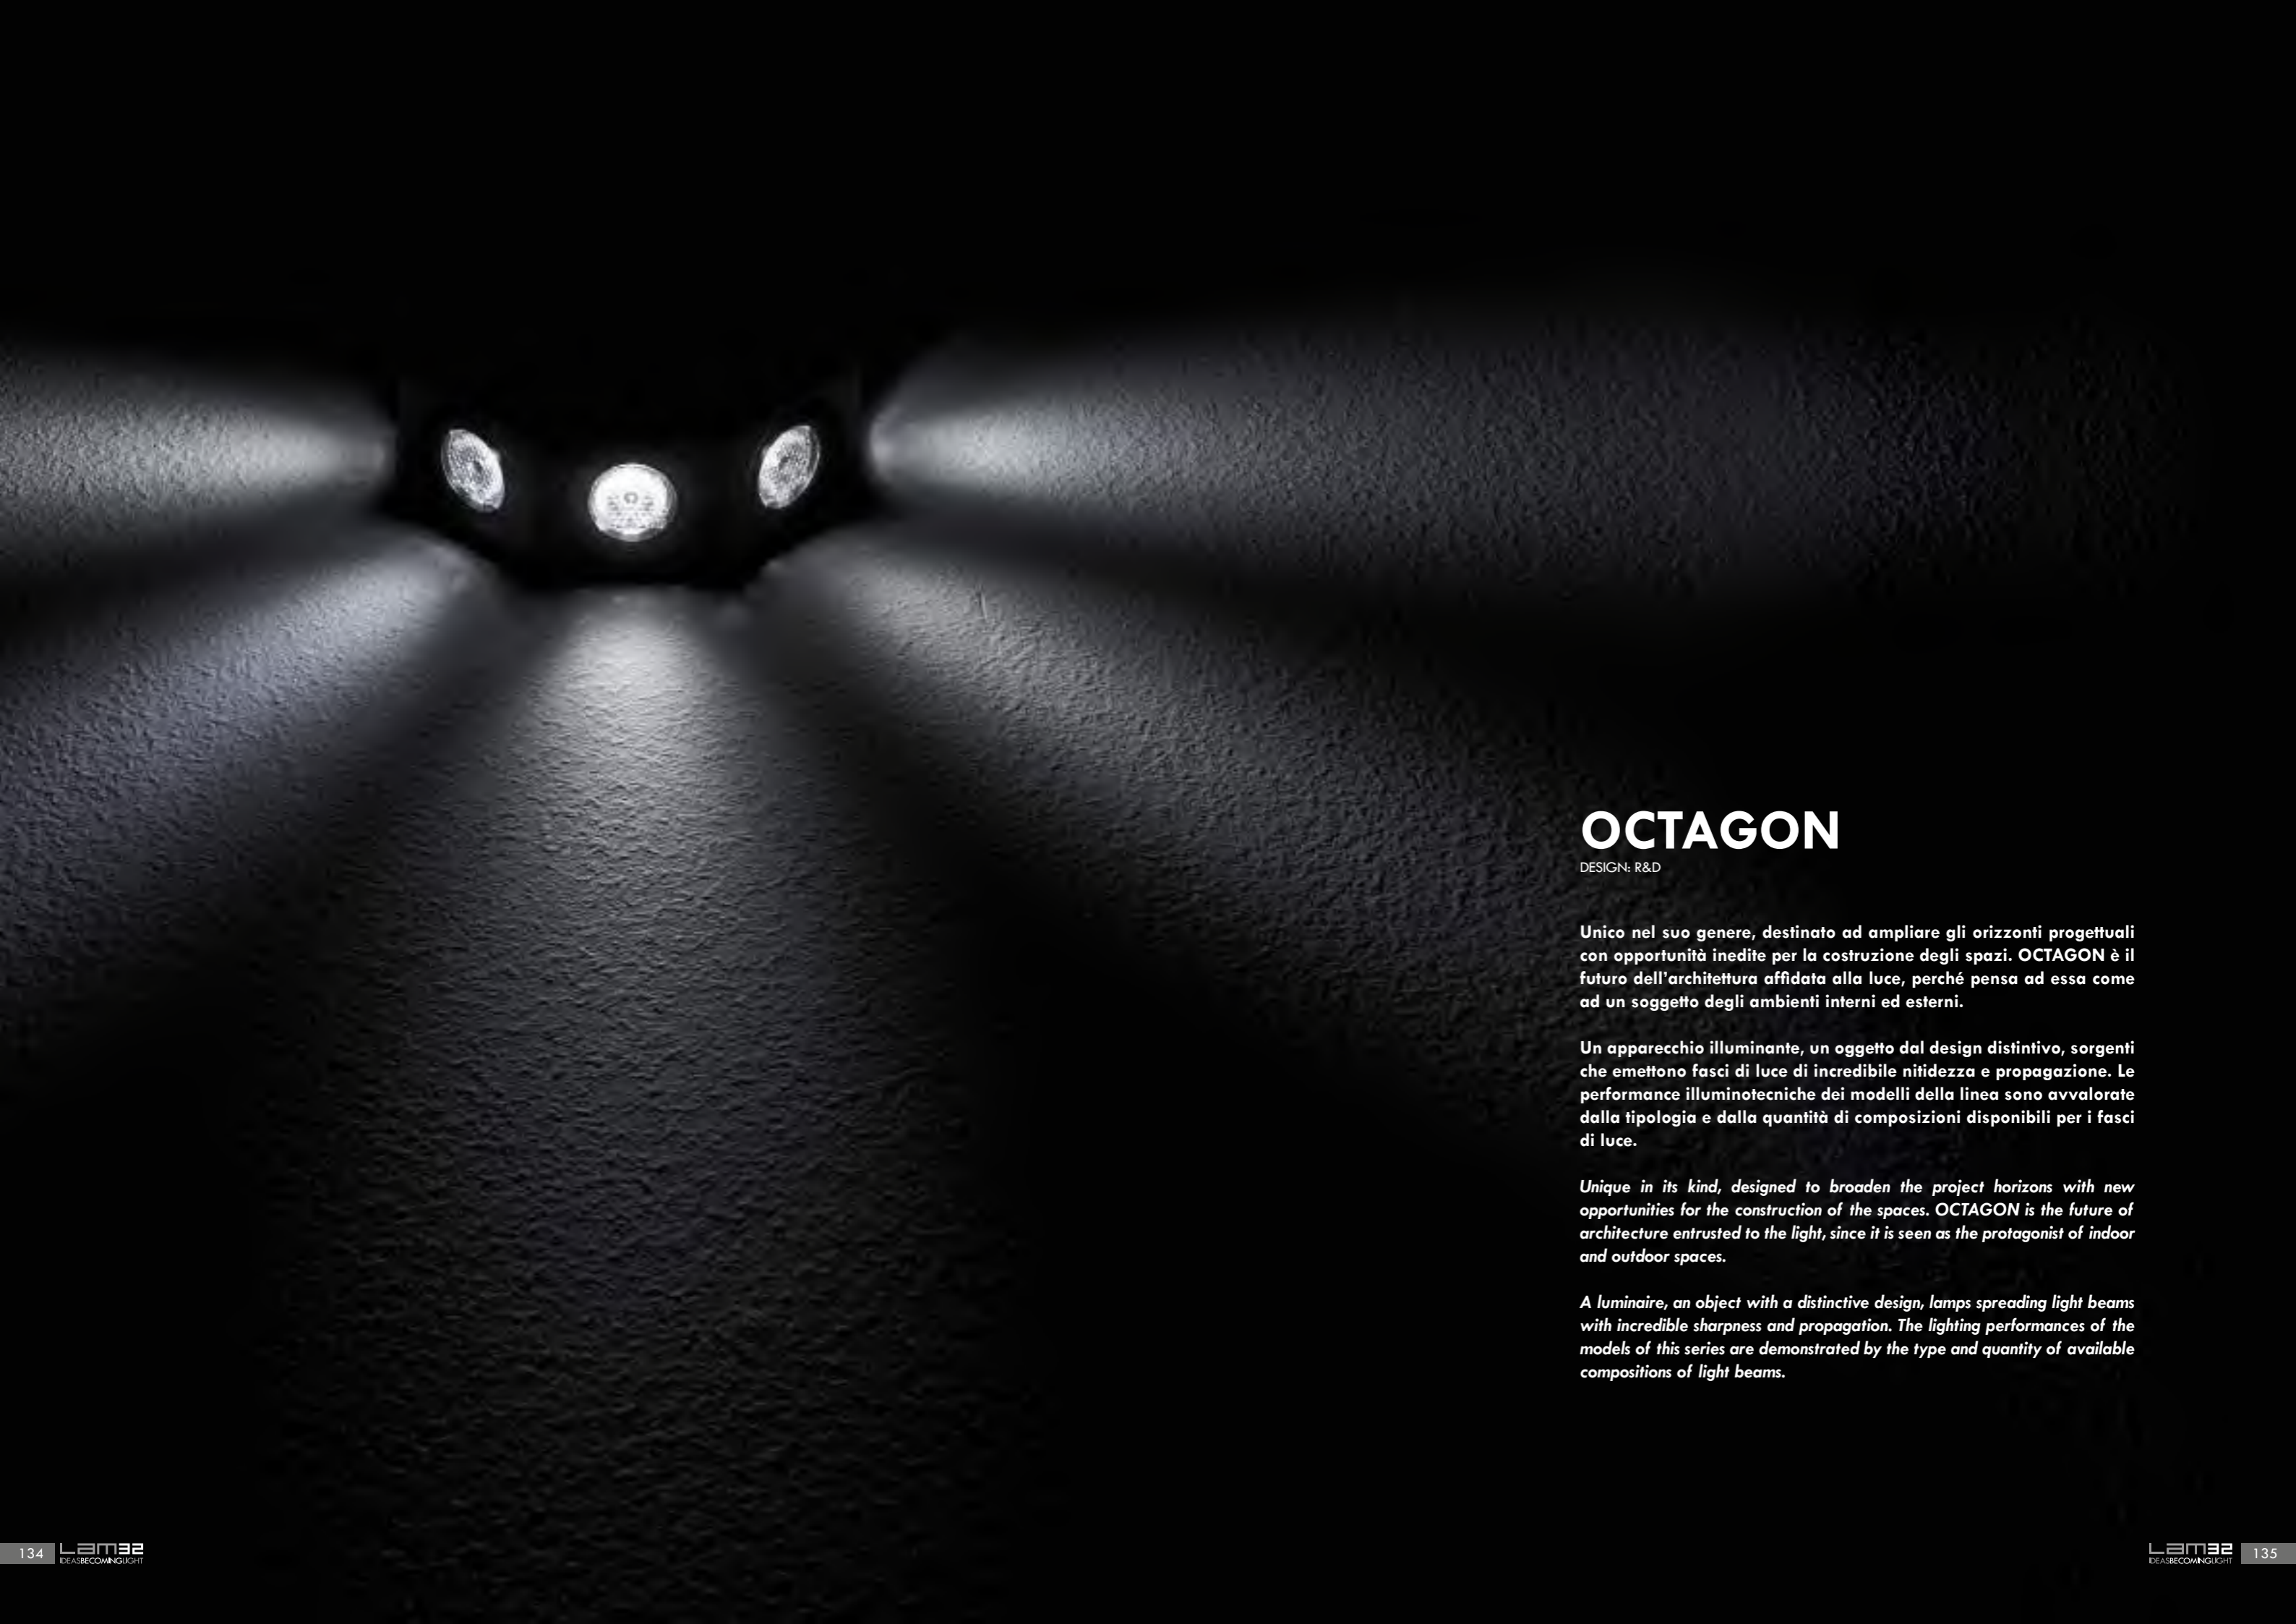 OCTAGON
DESIGN: R&D
Unico nel suo genere, destinato ad ampliare gli orizzonti progettuali
con opportunità inedite per la costruzione degli spazi. OCTAGON è il
futuro dell'architettura affidata alla luce, perché pensa ad essa come
ad un soggetto degli ambienti interni ed esterni.
Un apparecchio illuminante, un oggetto dal design distintivo, sorgenti
che emettono fasci di luce di incredibile nitidezza e propagazione. Le
performance illuminotecniche dei modelli della linea sono avvalorate
dalla tipologia e dalla quantità di composizioni disponibili per i fasci
di luce.
Unique in its kind, designed to broaden the project horizons with new
opportunities for the construction of the spaces. OCTAGON is the future of
architecture entrusted to the light, since it is seen as the protagonist of indoor
and outdoor spaces.
A luminaire, an object with a distinctive design, lamps spreading light beams
with incredible sharpness and propagation. The lighting performances of the
models of this series are demonstrated by the type and quantity of available
compositions of light beams.
134 Lam32
IDEASBECOMINGLIGHT
Lam32 135
IDEASBECOMINGLIGHT